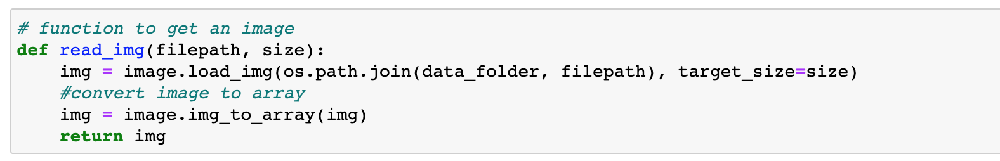 # function to get an image
def read_img(filepath, size):
    img = image.load_img(os.path.join(data_folder, filepath), target_size=size)
    #convert image to array
    img = image.img_to_array(img)
    return img